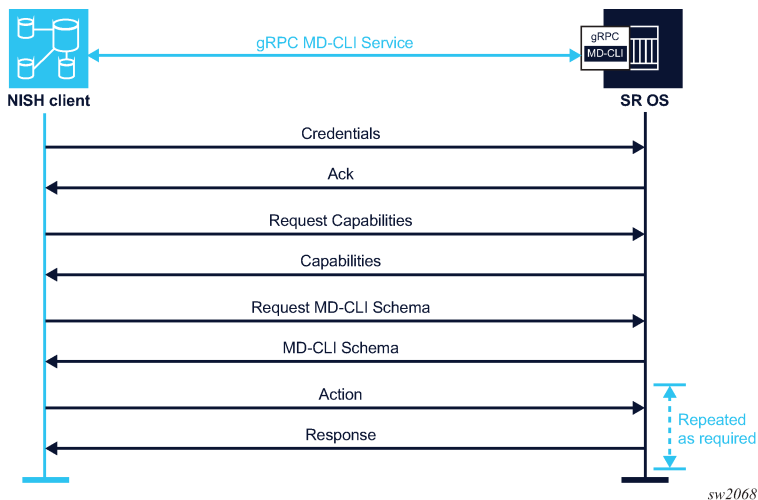 gRPC MD-CLI Service
gRPC
MD-CLI
NISH client
SR OS
Credentials
Ack
Request Capabilities
Capabilities
Request MD-CLI Schema
MD-CLI Schema
Action
Response
Repeated
as required
sw2068